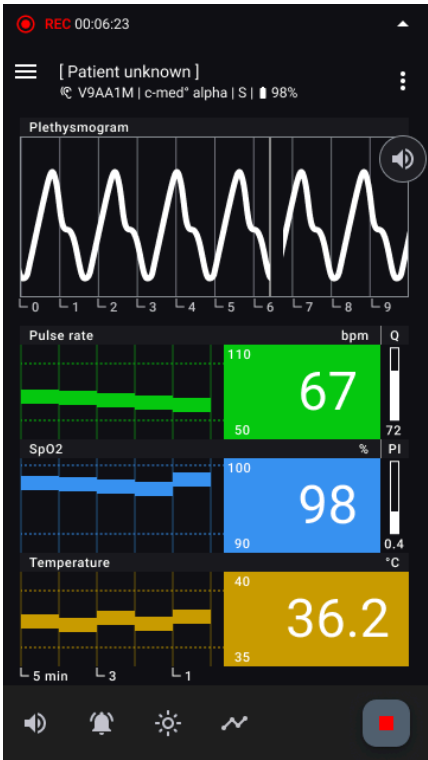 REC 00:06:23
[ Patient unknown ]
V9AA1M | c-med° alpha | S | 98%
Plethysmogram
0 1 2 3 4 5 6 7 8 9
Pulse rate bpm Q
110
67
50 72
SpO2 % PI
100
98
90 0.4
Temperature °C
40
36.2
35
5 min 3 1